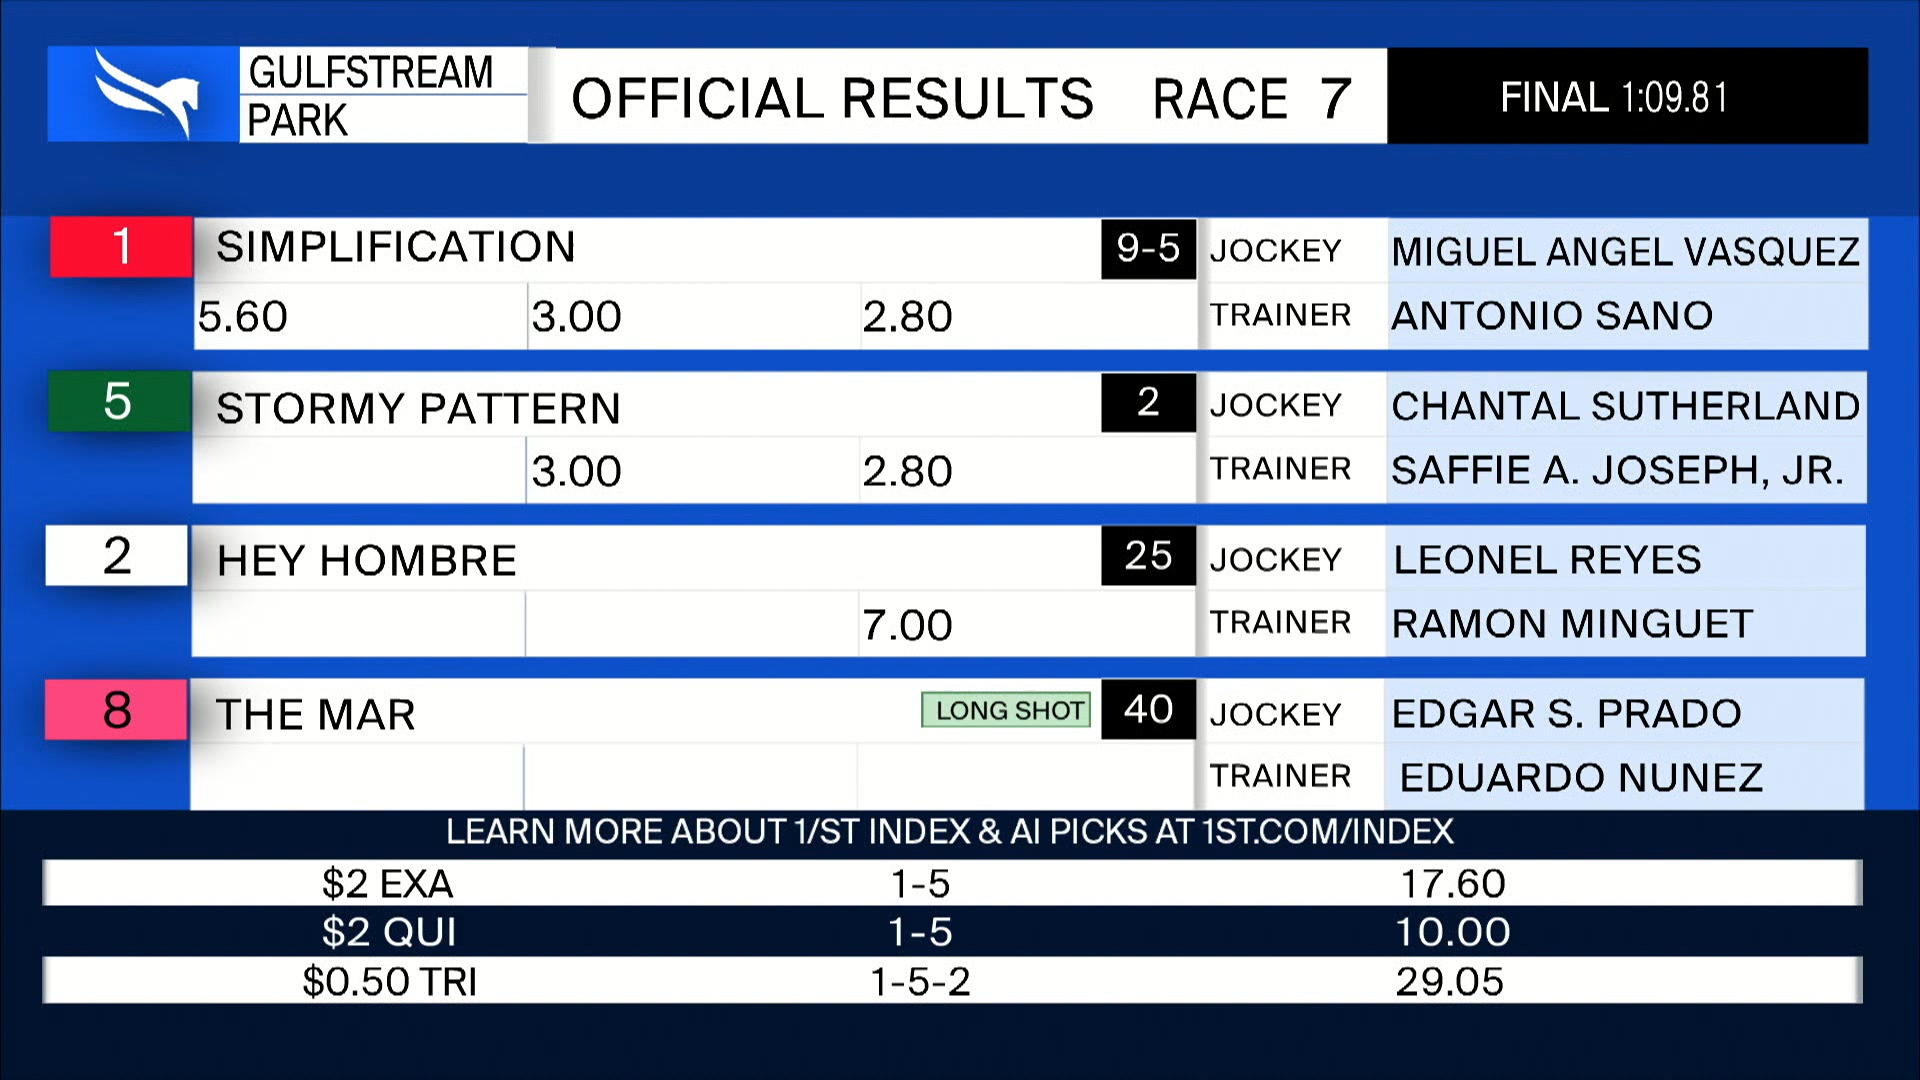 GULFSTREAM
PARK
OFFICIAL RESULTS RACE 7
FINAL 1:09.81
1 SIMPLIFICATION 9-5 JOCKEY MIGUEL ANGEL VASQUEZ
5.60 3.00 2.80 TRAINER ANTONIO SANO
5 STORMY PATTERN 2 JOCKEY CHANTAL SUTHERLAND
3.00 2.80 TRAINER SAFFIE A. JOSEPH, JR.
2 HEY HOMBRE 25 JOCKEY LEONEL REYES
7.00 TRAINER RAMON MINGUET
8 THE MAR LONG SHOT 40 JOCKEY EDGAR S. PRADO
TRAINER EDUARDO NUNEZ
LEARN MORE ABOUT 1/ST INDEX & AI PICKS AT 1ST.COM/INDEX
$2 EXA 1-5 17.60
$2 QUI 1-5 10.00
$0.50 TRI 1-5-2 29.05